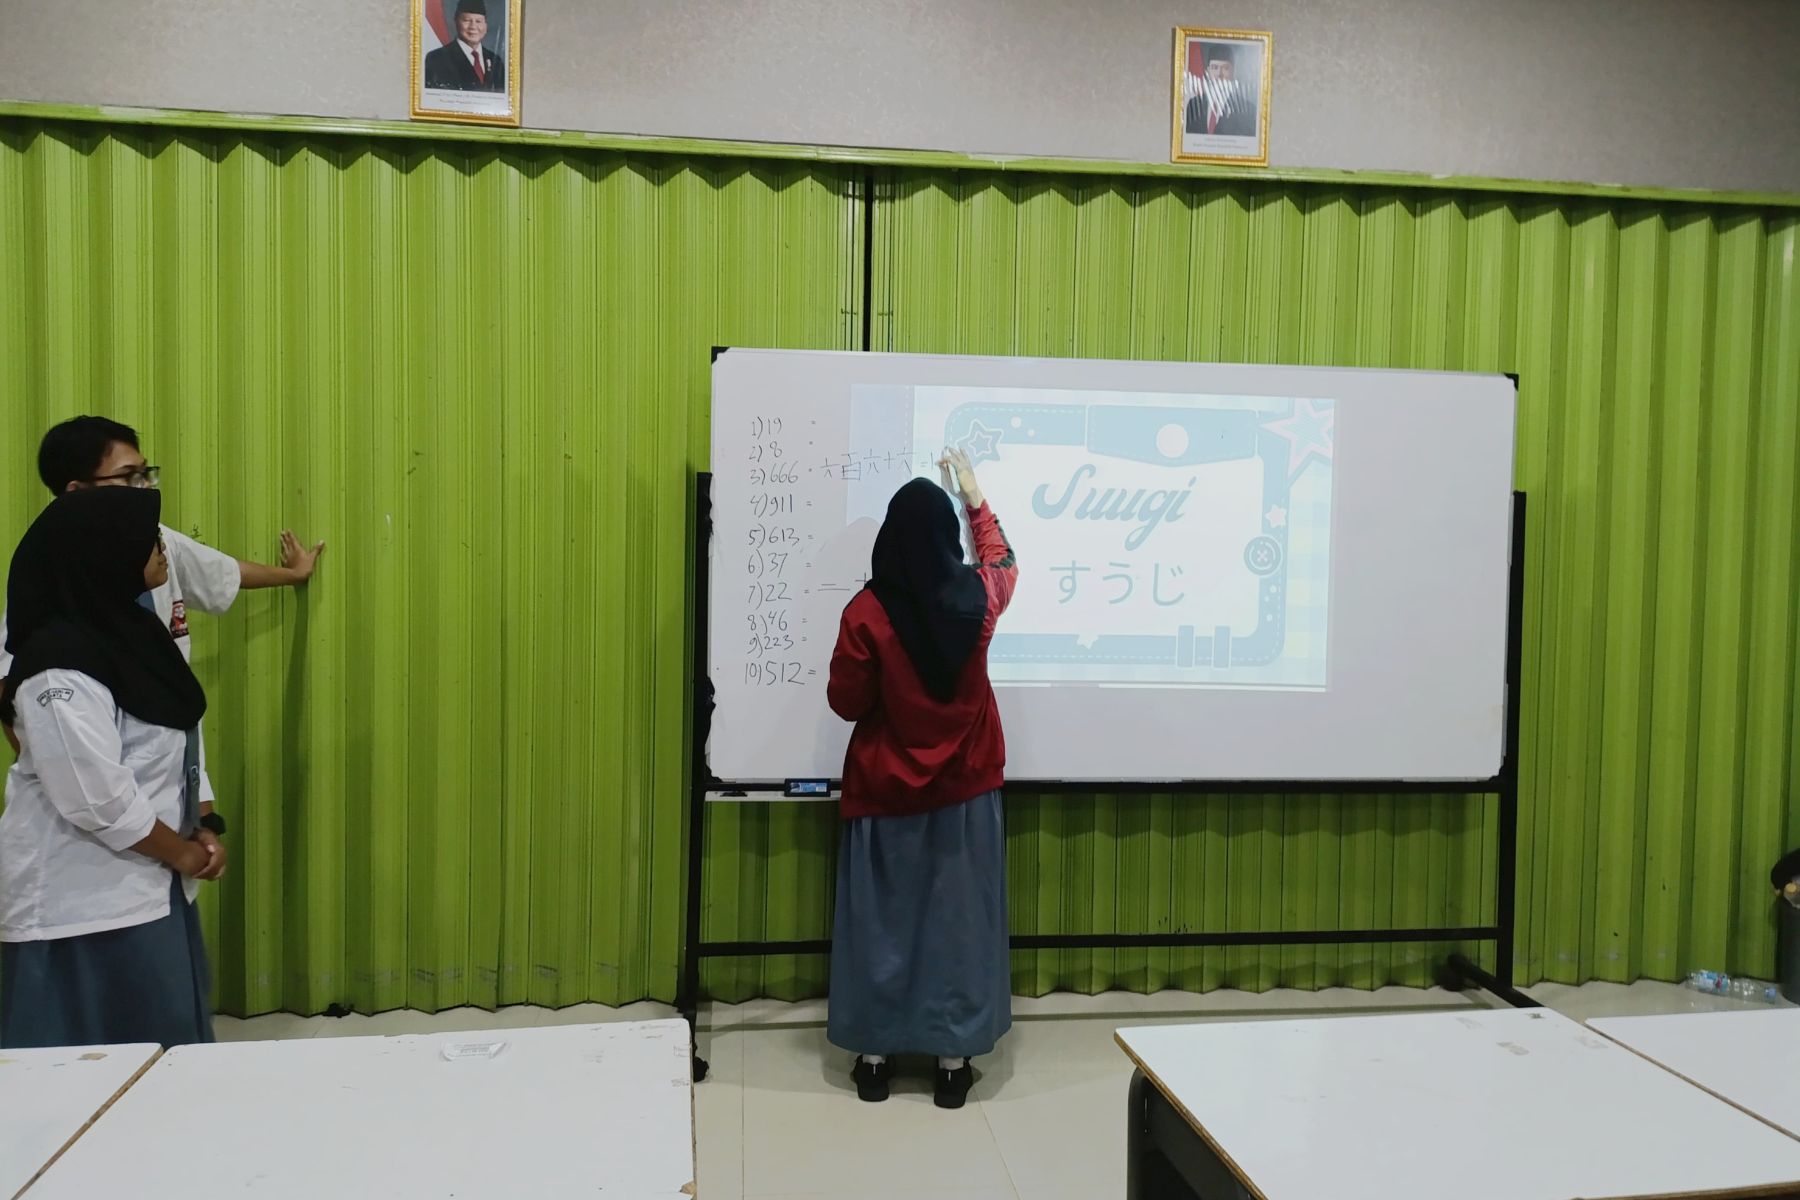 1) 19 =
2) 8 =
3) 666 = 六百六十六 =
4) 911 =
5) 613 =
6) 37 =
7) 22 = 二
8) 46 =
9) 223 =
10) 512 =
Suugi
すうじ